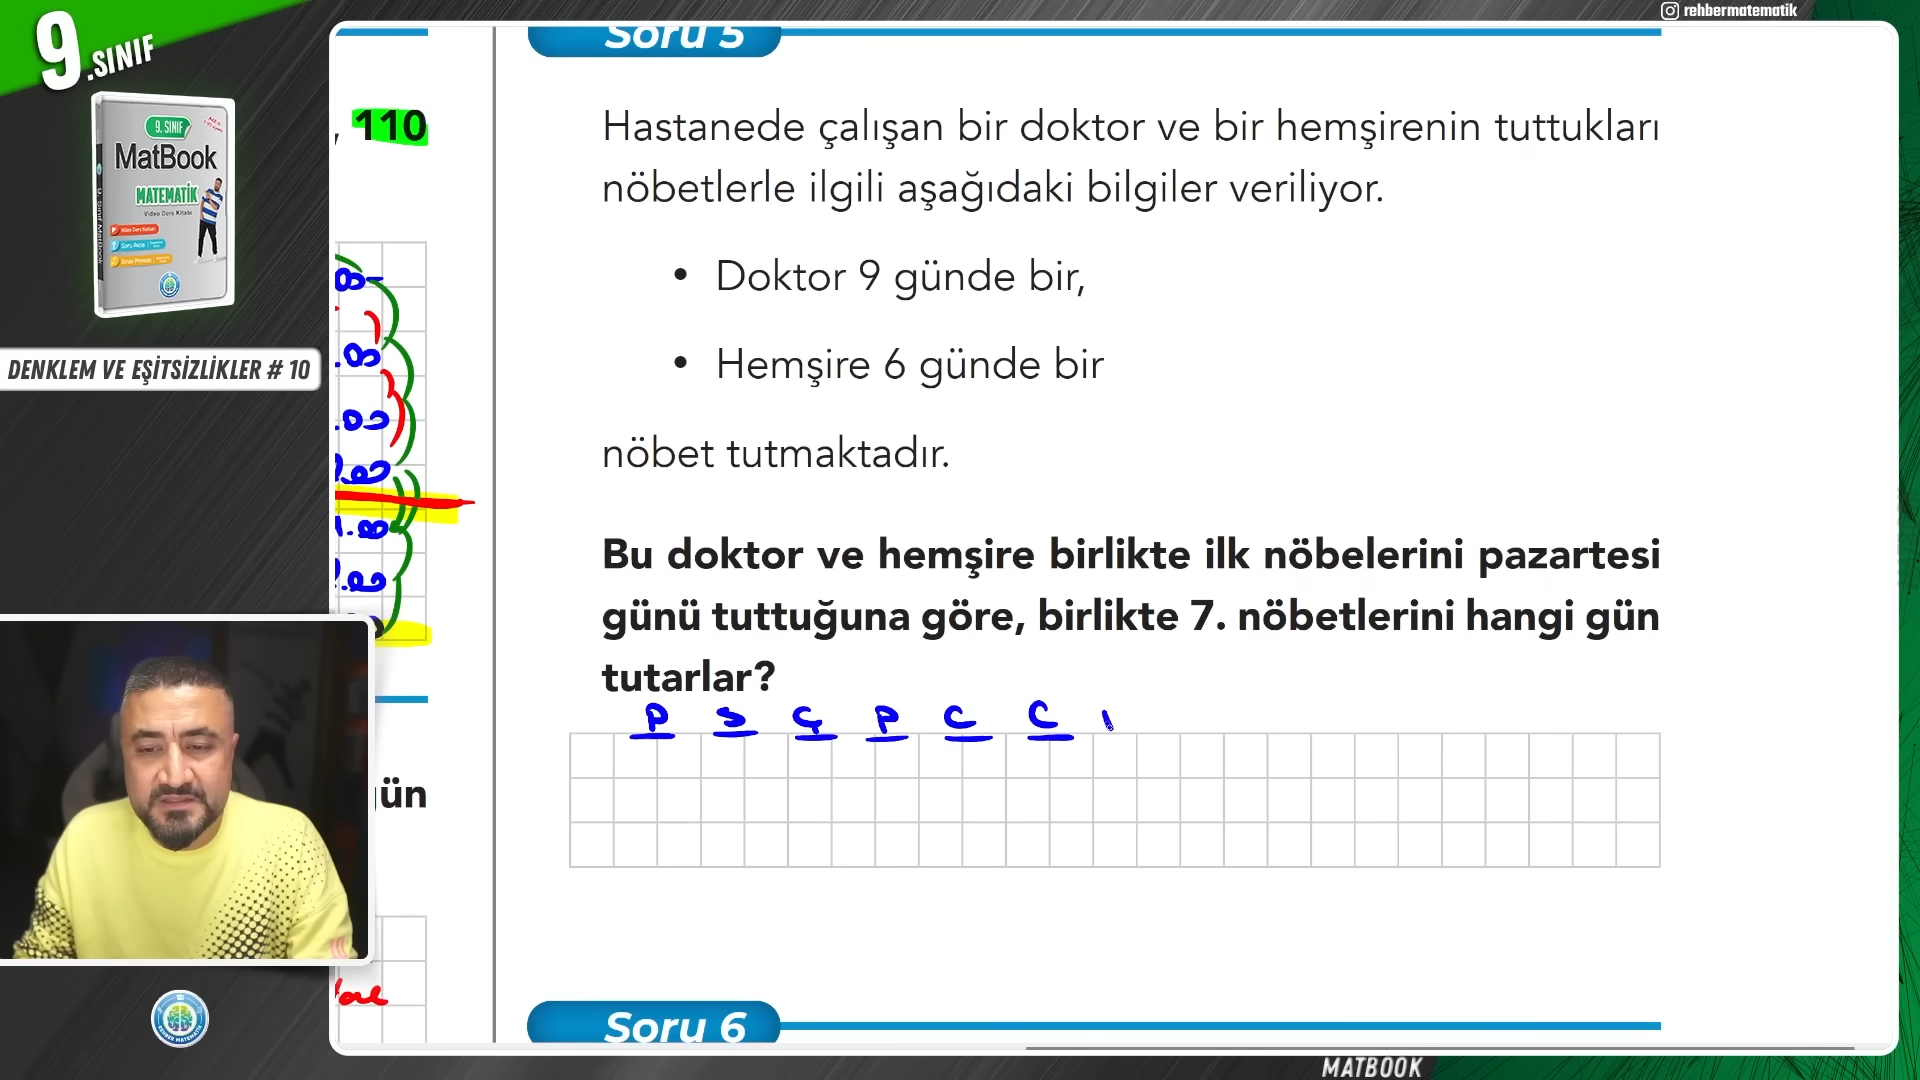 rehbermatematik
9.SINIF
9. SINIF
MatBook
MATEMATİK
Video Ders Kitabı
DENKLEM VE EŞİTSİZLİKLER # 10
, 110
ün
Soru 5
Hastanede çalışan bir doktor ve bir hemşirenin tuttukları
nöbetlerle ilgili aşağıdaki bilgiler veriliyor.
• Doktor 9 günde bir,
• Hemşire 6 günde bir
nöbet tutmaktadır.
Bu doktor ve hemşire birlikte ilk nöbelerini pazartesi
günü tuttuğuna göre, birlikte 7. nöbetlerini hangi gün
tutarlar?
P S Ç P C C
Soru 6
MATBOOK